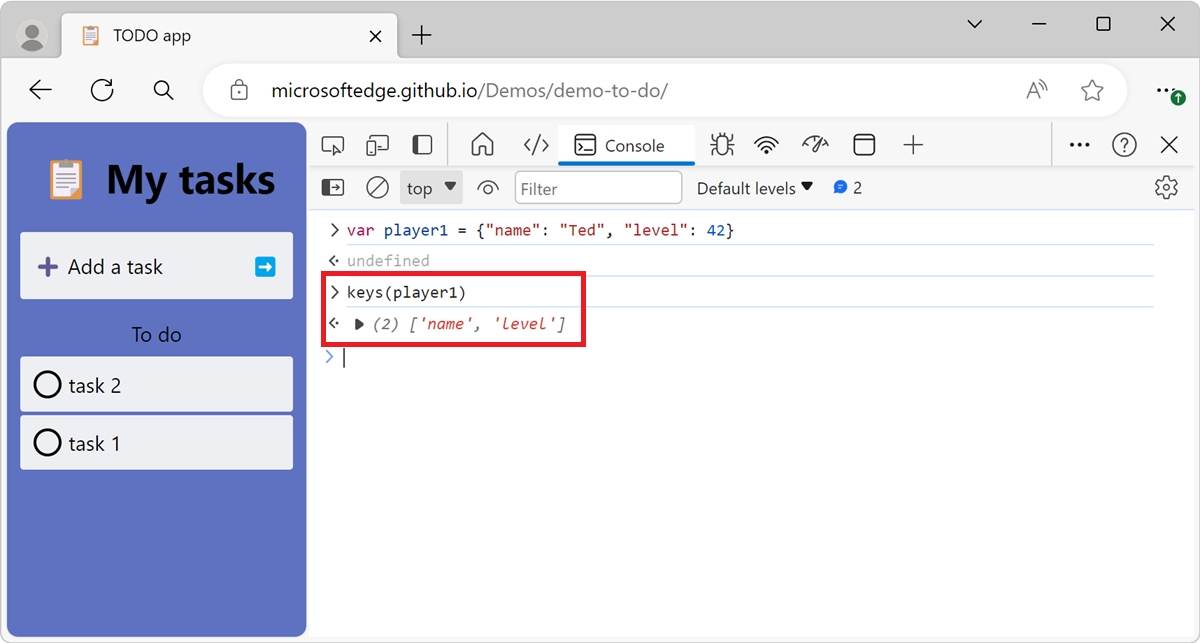 TODO app
microsoftedge.github.io/Demos/demo-to-do/
My tasks
Add a task
To do
task 2
task 1
Console
top
Filter
Default levels
2
> var player1 = {"name": "Ted", "level": 42}
undefined
> keys(player1)
(2) ['name', 'level']
>